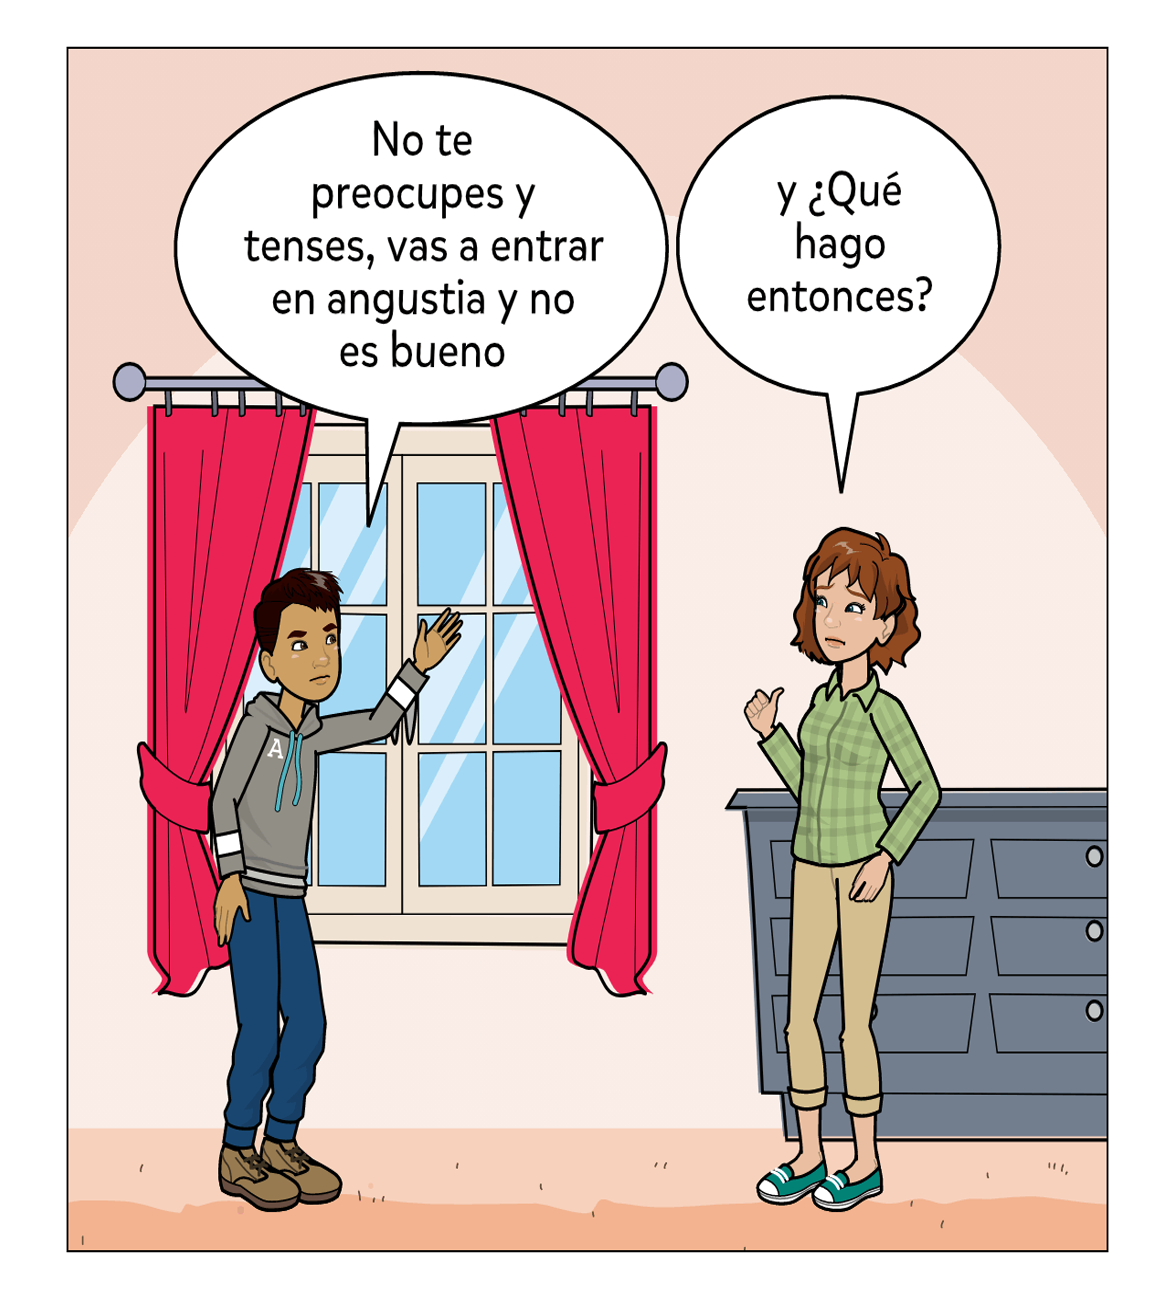 No te
preocupes y
tenses, vas a entrar
en angustia y no
es bueno
y ¿Qué
hago
entonces?
A